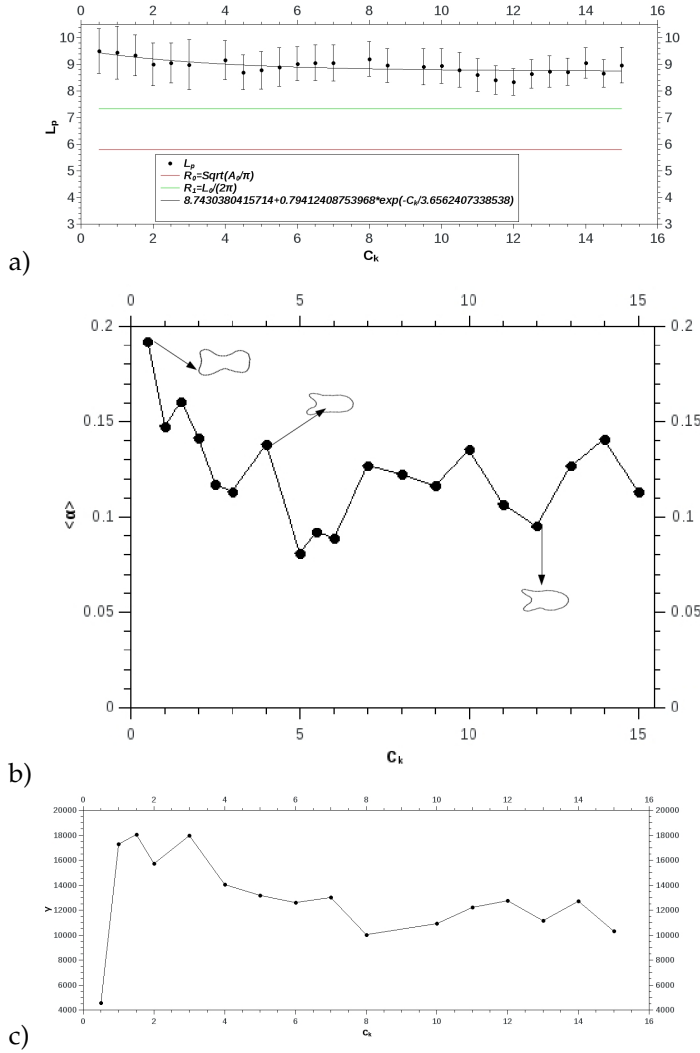 0 2 4 6 8 10 12 14 16
10 10
9 9
8 8
7 7
6 6
5 5
4 4
3 3
Lp
Lp
R0=Sqrt(A0/π)
R1=L0/(2π)
8.7430380415714+0.79412408753968*exp(-Ck/3.6562407338538)
0 2 4 6 8 10 12 14 16
Ck
a)
0 5 10 15
0.2 0.2
0.15 0.15
0.1 0.1
0.05 0.05
0 0
<α>
0 5 10 15
Ck
b)
0 2 4 6 8 10 12 14 16
20000 20000
18000 18000
16000 16000
14000 14000
12000 12000
10000 10000
8000 8000
6000 6000
4000 4000
γ
0 2 4 6 8 10 12 14 16
Ck
c)